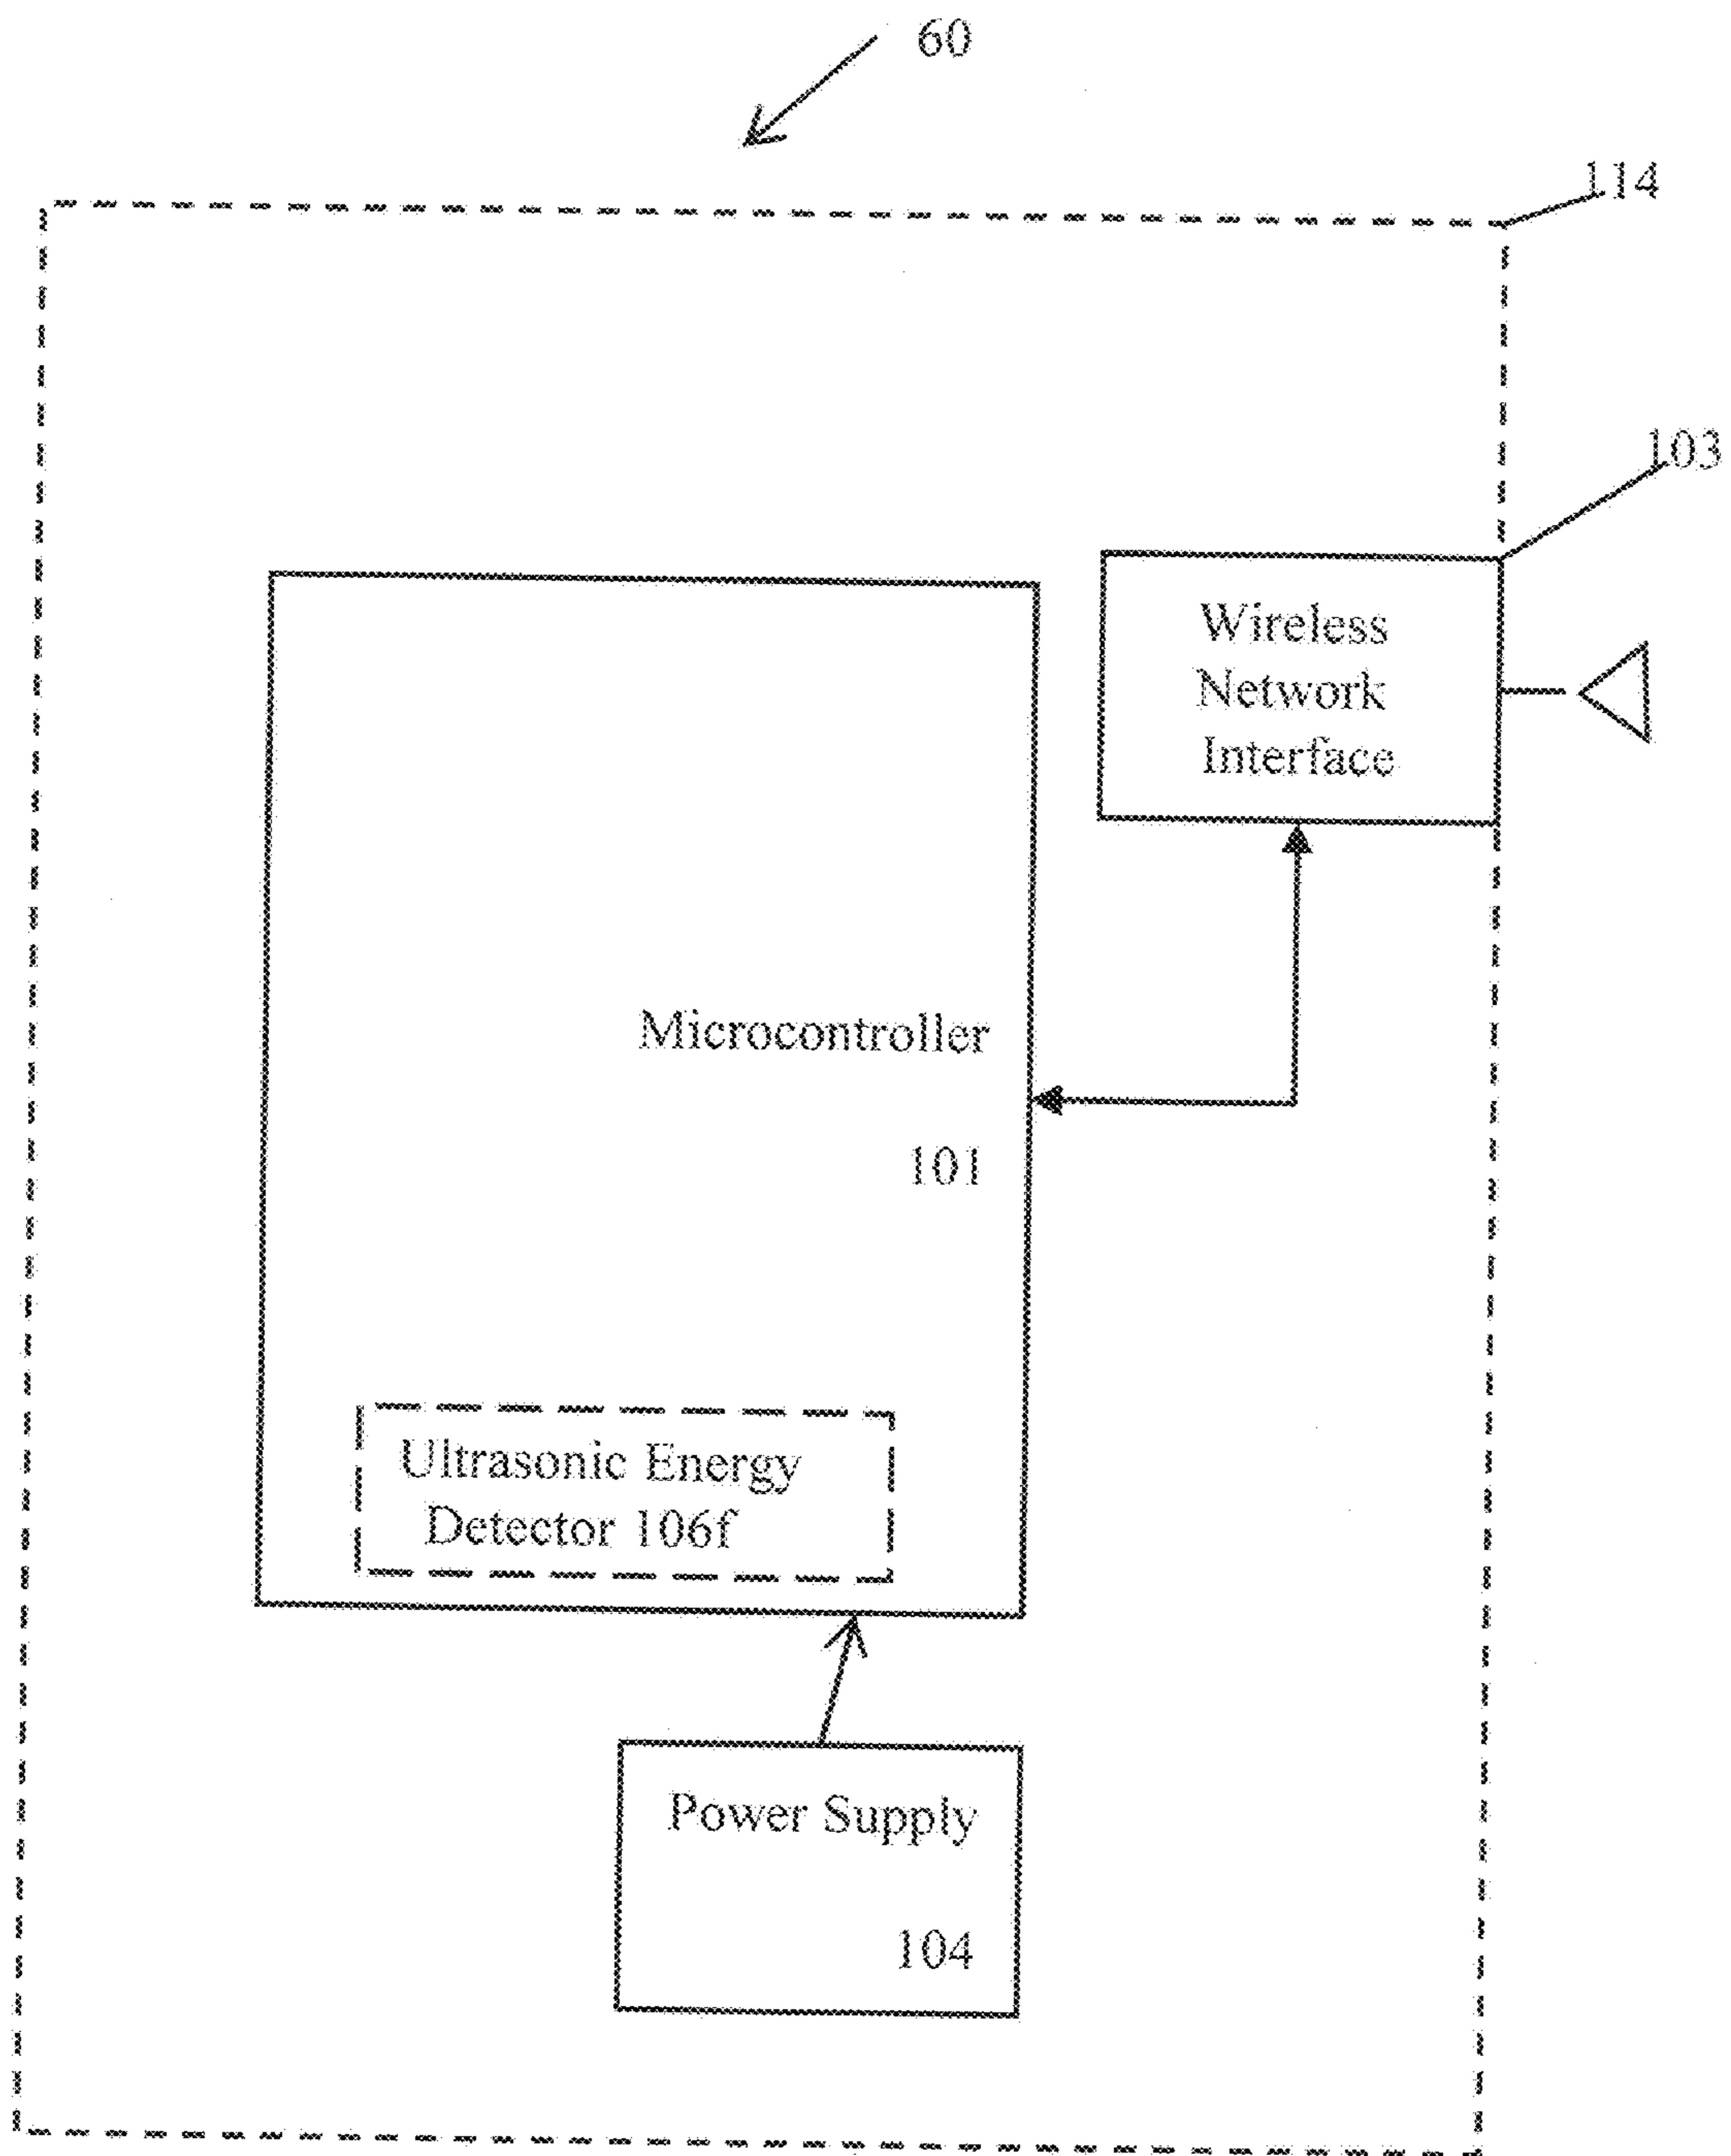 60
114
103
Wireless
Network
Interface
Microcontroller
101
Ultrasonic Energy
Detector 106f
Power Supply
104